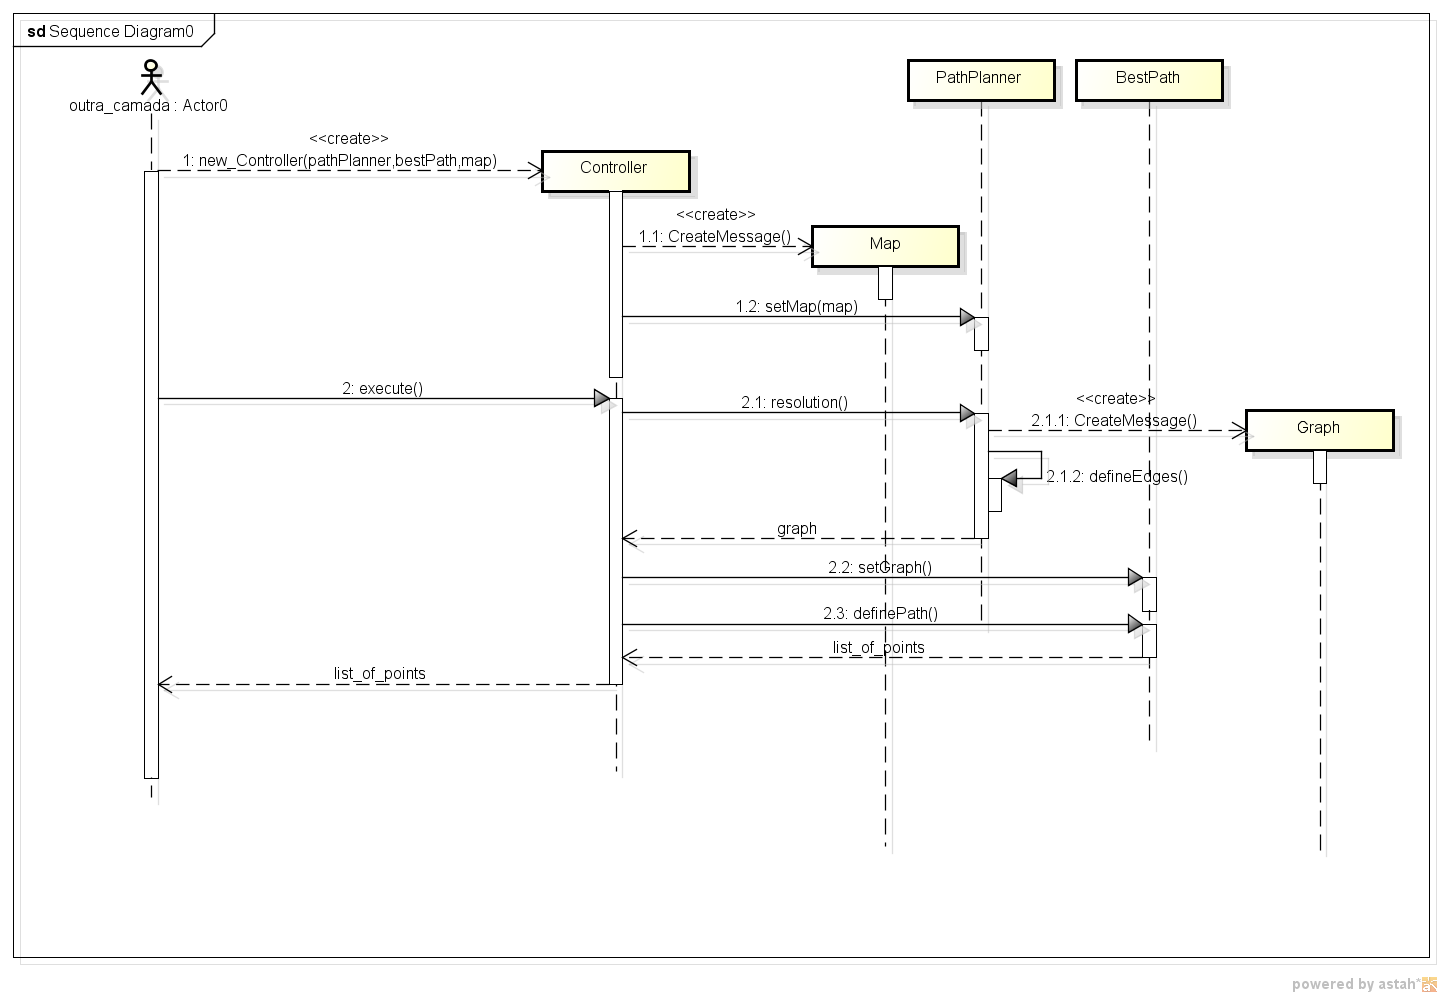 sd Sequence Diagram0
outra_camada : Actor0
PathPlanner
BestPath
<<create>>
1: new_Controller(pathPlanner,bestPath,map)
Controller
<<create>>
1.1: CreateMessage()
Map
1.2: setMap(map)
2: execute()
2.1: resolution()
<<create>>
2.1.1: CreateMessage()
Graph
2.1.2: defineEdges()
graph
2.2: setGraph()
2.3: definePath()
list_of_points
list_of_points
powered by astah*